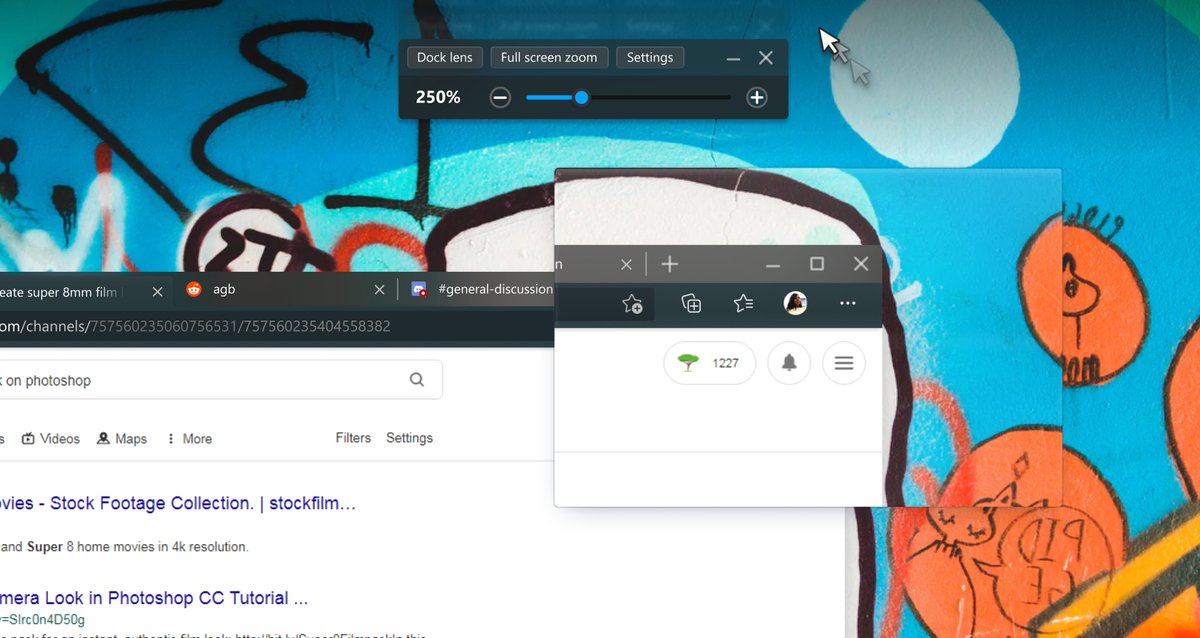 Dock lens Full screen zoom Settings
250%
n
eate super 8mm film agb #general-discussion
om/channels/757560235060756531/757560235404558382
1227
on photoshop
s Videos Maps More Filters Settings
ovies - Stock Footage Collection. | stockfilm…
and Super 8 home movies in 4k resolution.
mera Look in Photoshop CC Tutorial ...
=SIrc0n4D50g